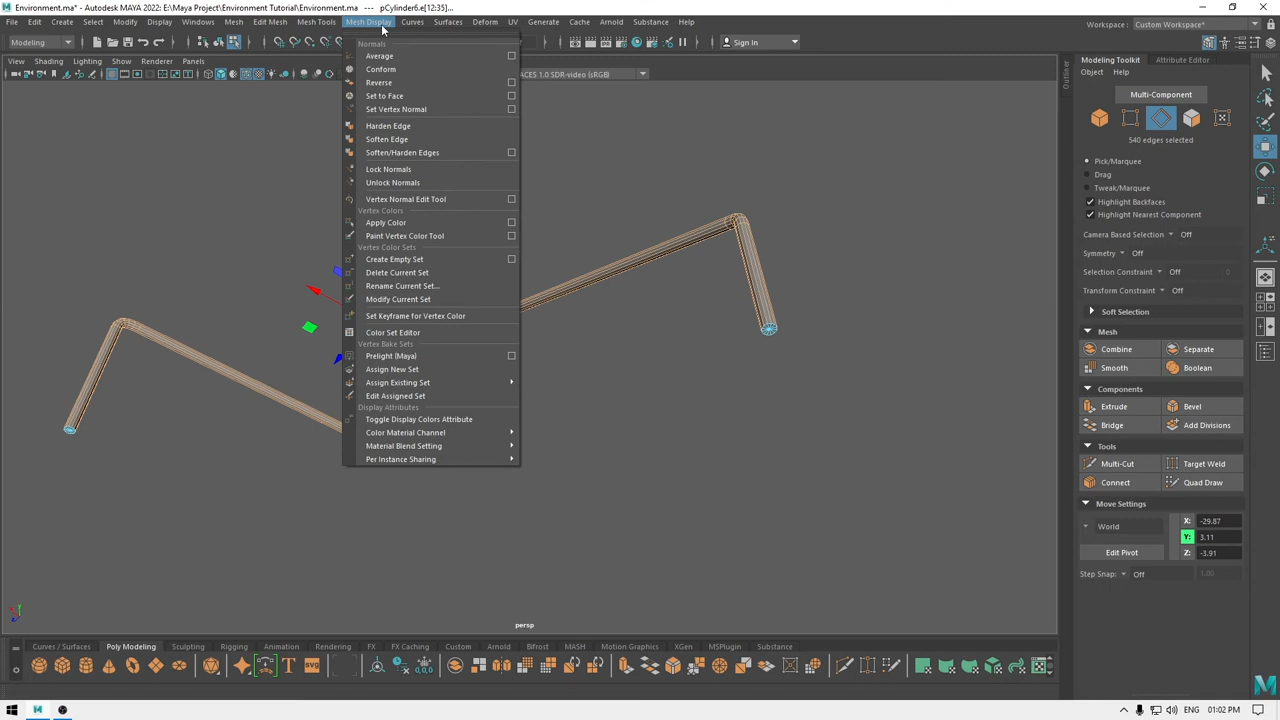 Environment.ma* - Autodesk MAYA 2022: E:\Maya Project\Environment Tutorial\Environment.ma --- pCylinder6.e[12:35]...
File Edit Create Select Modify Display Windows Mesh Edit Mesh Mesh Tools Mesh Display Curves Surfaces Deform UV Generate Cache Arnold Substance Help
Workspace : Custom Workspace*
Modeling
Sign In
View Shading Lighting Show Renderer Panels
ACES 1.0 SDR-video (sRGB)
Normals
Average
Conform
Reverse
Set to Face
Set Vertex Normal
Harden Edge
Soften Edge
Soften/Harden Edges
Lock Normals
Unlock Normals
Vertex Normal Edit Tool
Vertex Colors
Apply Color
Paint Vertex Color Tool
Vertex Color Sets
Create Empty Set
Delete Current Set
Rename Current Set...
Modify Current Set
Set Keyframe for Vertex Color
Color Set Editor
Vertex Bake Sets
Prelight (Maya)
Assign New Set
Assign Existing Set
Edit Assigned Set
Display Attributes
Toggle Display Colors Attribute
Color Material Channel
Material Blend Setting
Per Instance Sharing
persp
Outliner
Modeling Toolkit Attribute Editor
Object Help
Multi-Component
540 edges selected
Pick/Marquee
Drag
Tweak/Marquee
Highlight Backfaces
Highlight Nearest Component
Camera Based Selection Off
Symmetry Off
Selection Constraint Off 0
Transform Constraint Off
Soft Selection
Mesh
Combine Separate
Smooth Boolean
Components
Extrude Bevel
Bridge Add Divisions
Tools
Multi-Cut Target Weld
Connect Quad Draw
Move Settings
World X: -29.87
Y: 3.11
Edit Pivot Z: -3.91
Step Snap: Off 1.00
Curves / Surfaces Poly Modeling Sculpting Rigging Animation Rendering FX FX Caching Custom Arnold Bifrost MASH Motion Graphics XGen MSPlugin Substance
SVG
ENG 01:02 PM